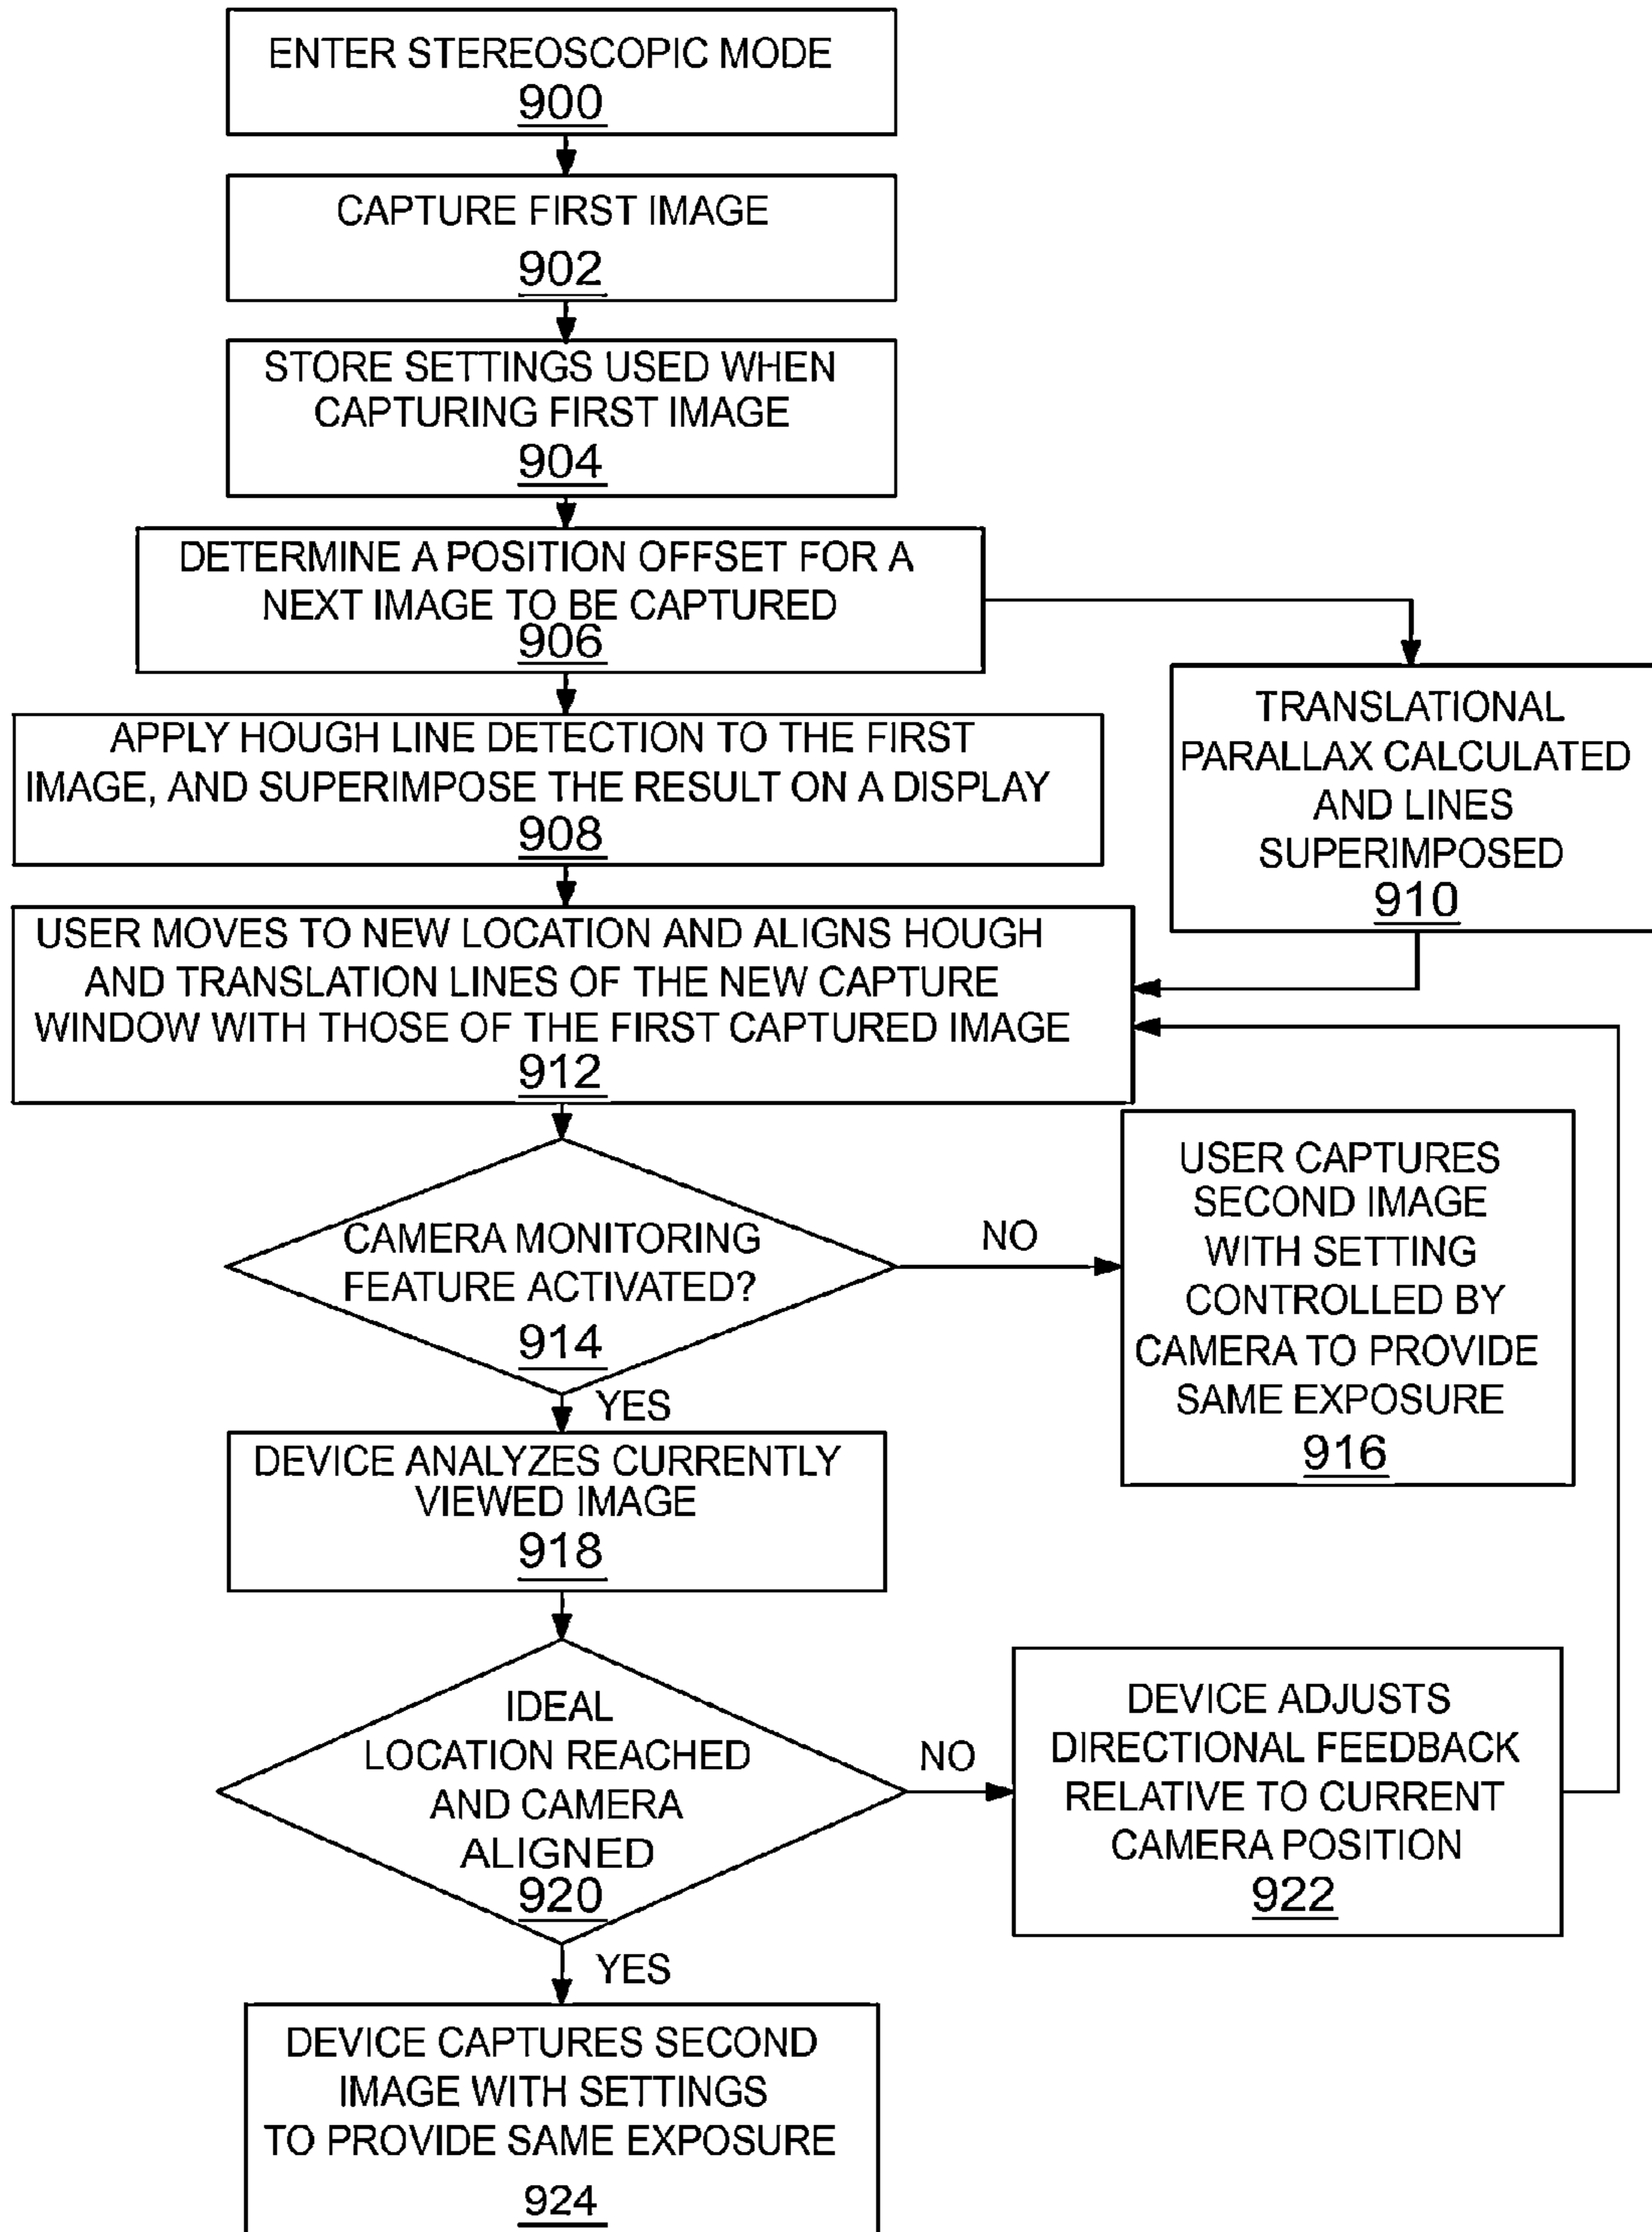 ENTER STEREOSCOPIC MODE
900
CAPTURE FIRST IMAGE
902
STORE SETTINGS USED WHEN
CAPTURING FIRST IMAGE
904
DETERMINE A POSITION OFFSET FOR A
NEXT IMAGE TO BE CAPTURED
906
APPLY HOUGH LINE DETECTION TO THE FIRST
IMAGE, AND SUPERIMPOSE THE RESULT ON A DISPLAY
908
TRANSLATIONAL
PARALLAX CALCULATED
AND LINES
SUPERIMPOSED
910
USER MOVES TO NEW LOCATION AND ALIGNS HOUGH
AND TRANSLATION LINES OF THE NEW CAPTURE
WINDOW WITH THOSE OF THE FIRST CAPTURED IMAGE
912
CAMERA MONITORING
FEATURE ACTIVATED?
914
NO
USER CAPTURES
SECOND IMAGE
WITH SETTING
CONTROLLED BY
CAMERA TO PROVIDE
SAME EXPOSURE
916
YES
DEVICE ANALYZES CURRENTLY
VIEWED IMAGE
918
IDEAL
LOCATION REACHED
AND CAMERA
ALIGNED
920
NO
DEVICE ADJUSTS
DIRECTIONAL FEEDBACK
RELATIVE TO CURRENT
CAMERA POSITION
922
YES
DEVICE CAPTURES SECOND
IMAGE WITH SETTINGS
TO PROVIDE SAME EXPOSURE
924